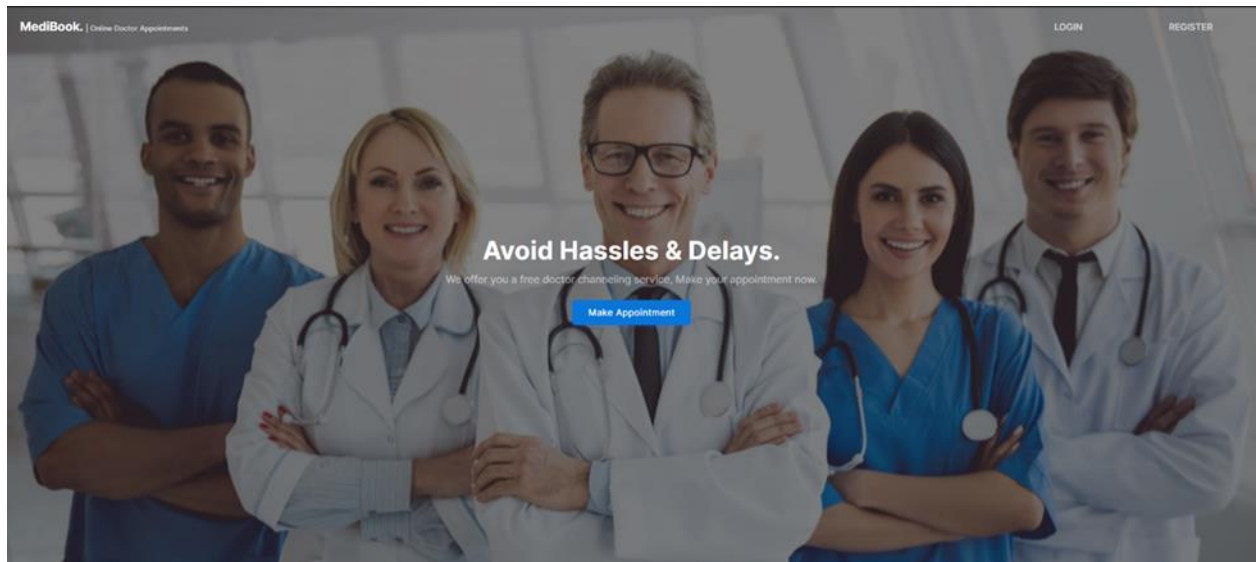 MediBook. | Online Doctor Appointments
LOGIN
REGISTER
Avoid Hassles & Delays.
We offer you a free doctor channeling service, Make your appointment now.
Make Appointment